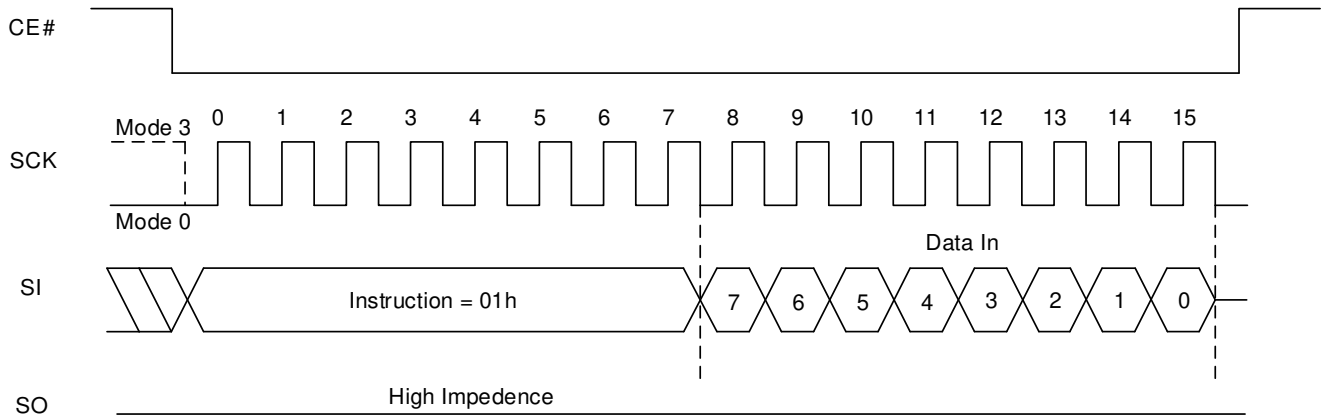 CE#
0 1 2 3 4 5 6 7 8 9 10 11 12 13 14 15
Mode 3
SCK
Mode 0
Data In
SI
Instruction = 01h
7 6 5 4 3 2 1 0
High Impedence
SO